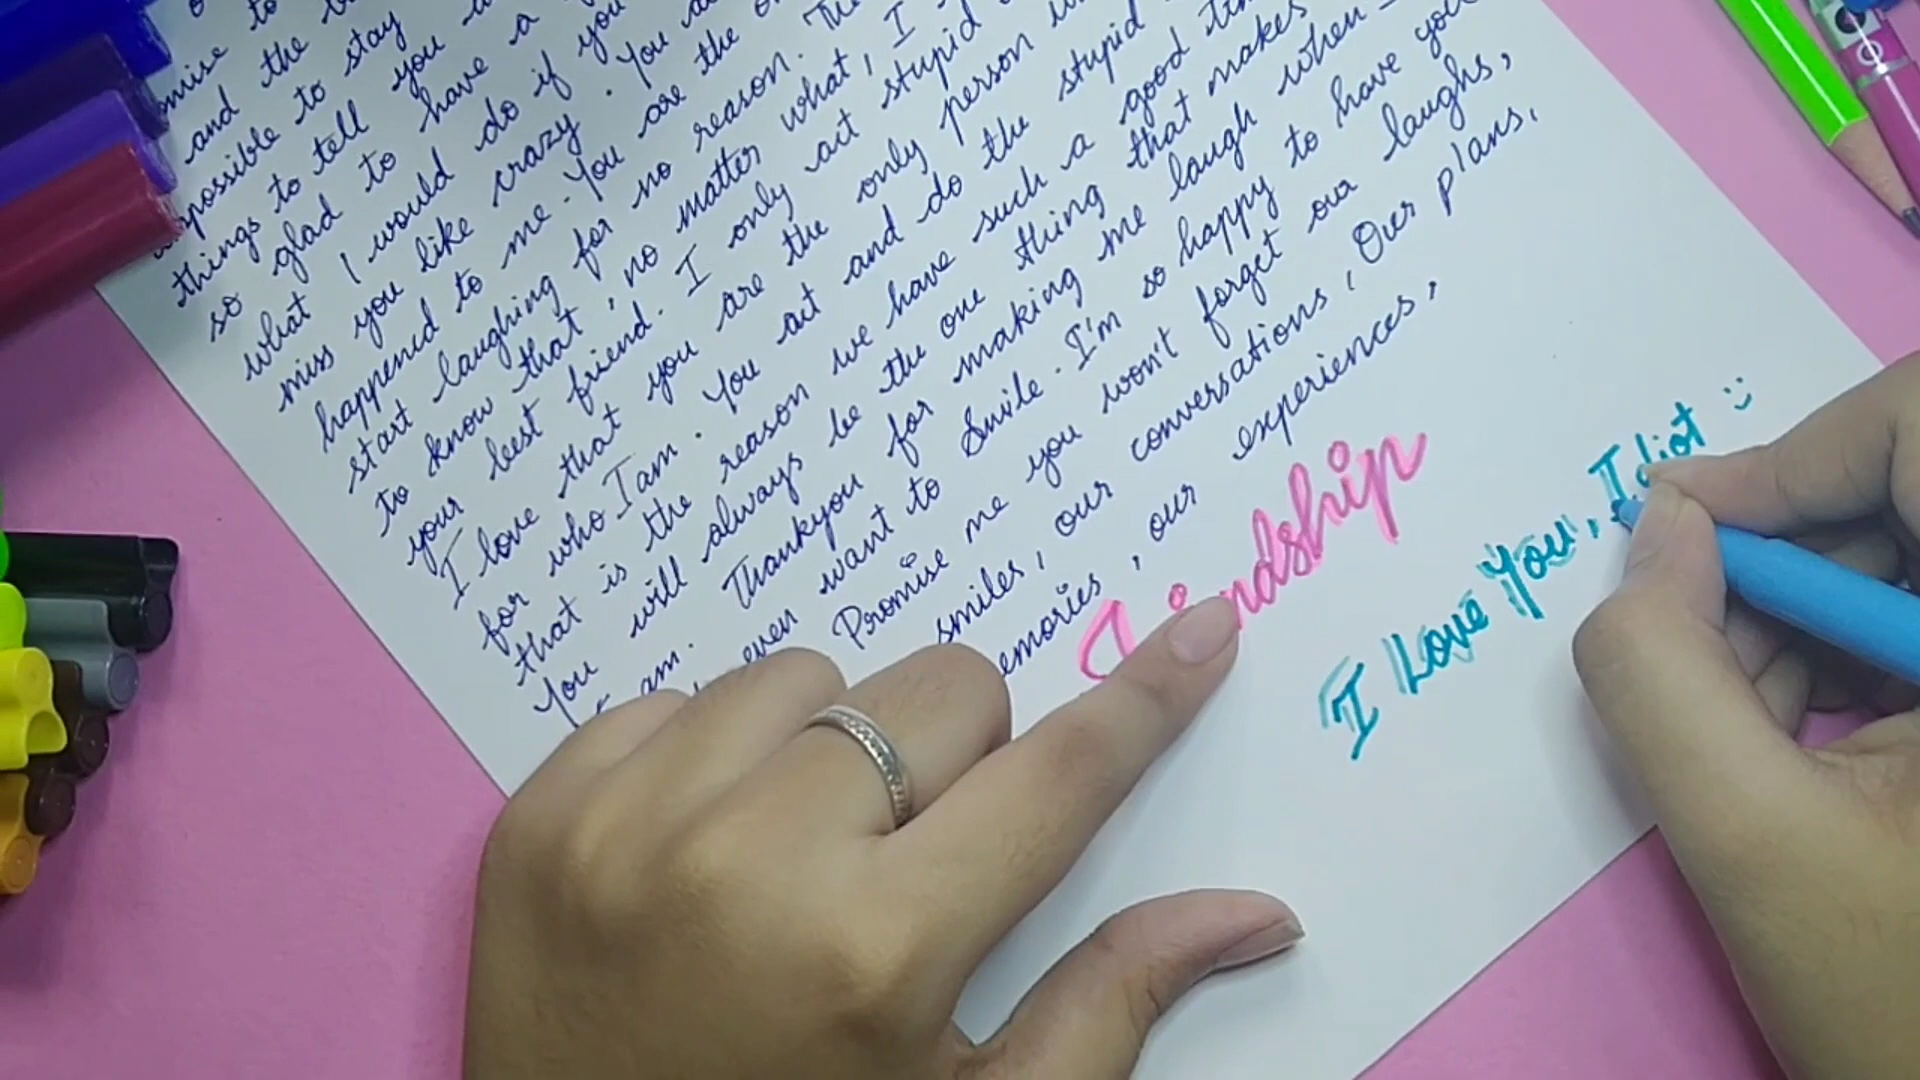 to
and the
to stay
things to tell you
so glad to have a
what I would do if you
miss you like crazy. You
happened to me. You are the
start laughing for no reason. The
to know that, no matter what, I
your best friend. I only act stupid
I love that you are the only person
for who I am. You act and do the stupid
that is the reason we have such a good
You will always be the one thing that makes
am. Thankyou for making me laugh when
even want to Smile. I'm so happy to have you
Promise me you won't forget our laughs,
smiles, our conversations, Our plans,
our experiences,
I Love You, Idiot